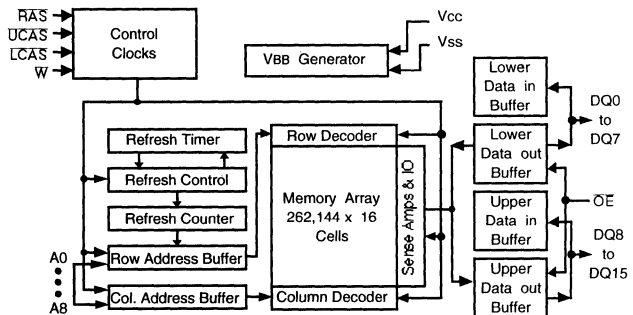 RAS
UCAS
LCAS
W
Control
Clocks
VBB Generator
Vcc
Vss
Lower
Data in
Buffer
DQ0
to
DQ7
Lower
Data out
Buffer
OE
Upper
Data in
Buffer
DQ8
to
DQ15
Upper
Data out
Buffer
Refresh Timer
Refresh Control
Refresh Counter
Row Address Buffer
Col. Address Buffer
A0
A8
Row Decoder
Memory Array
262,144 x 16
Cells
Sense Amps & IO
Column Decoder